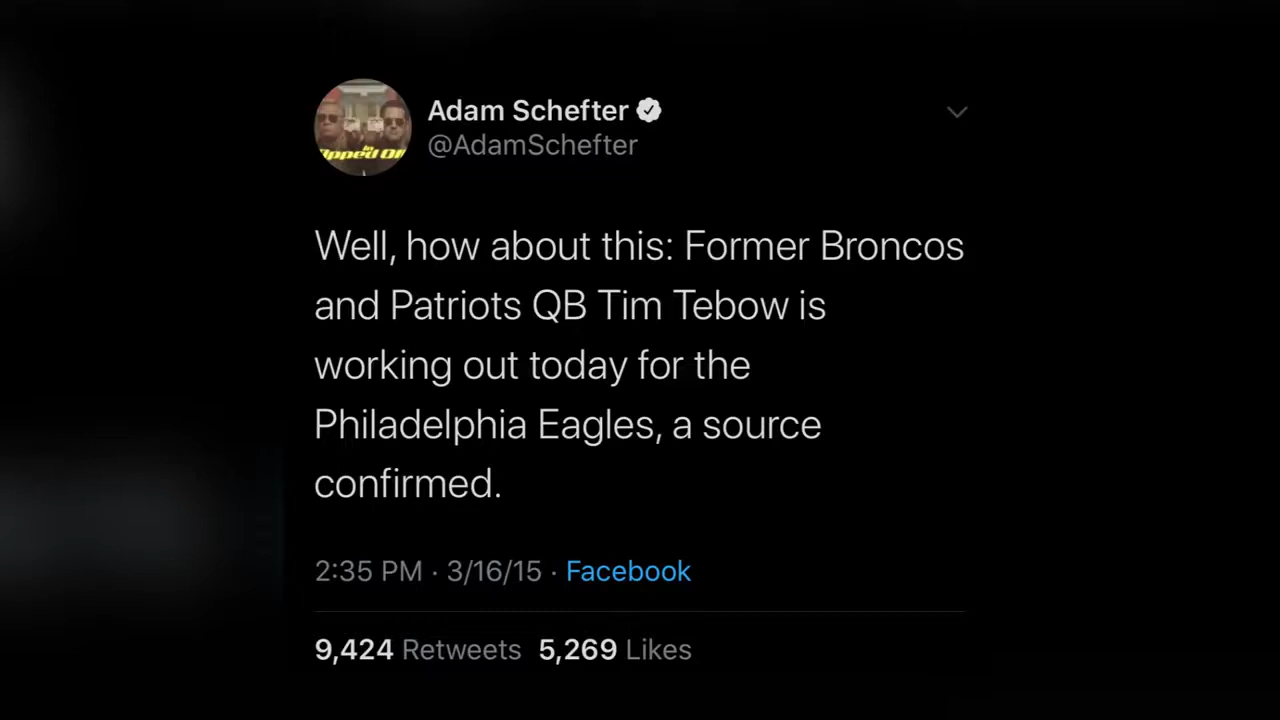 Adam Schefter
@AdamSchefter
Well, how about this: Former Broncos
and Patriots QB Tim Tebow is
working out today for the
Philadelphia Eagles, a source
confirmed.
2:35 PM · 3/16/15 · Facebook
9,424 Retweets 5,269 Likes